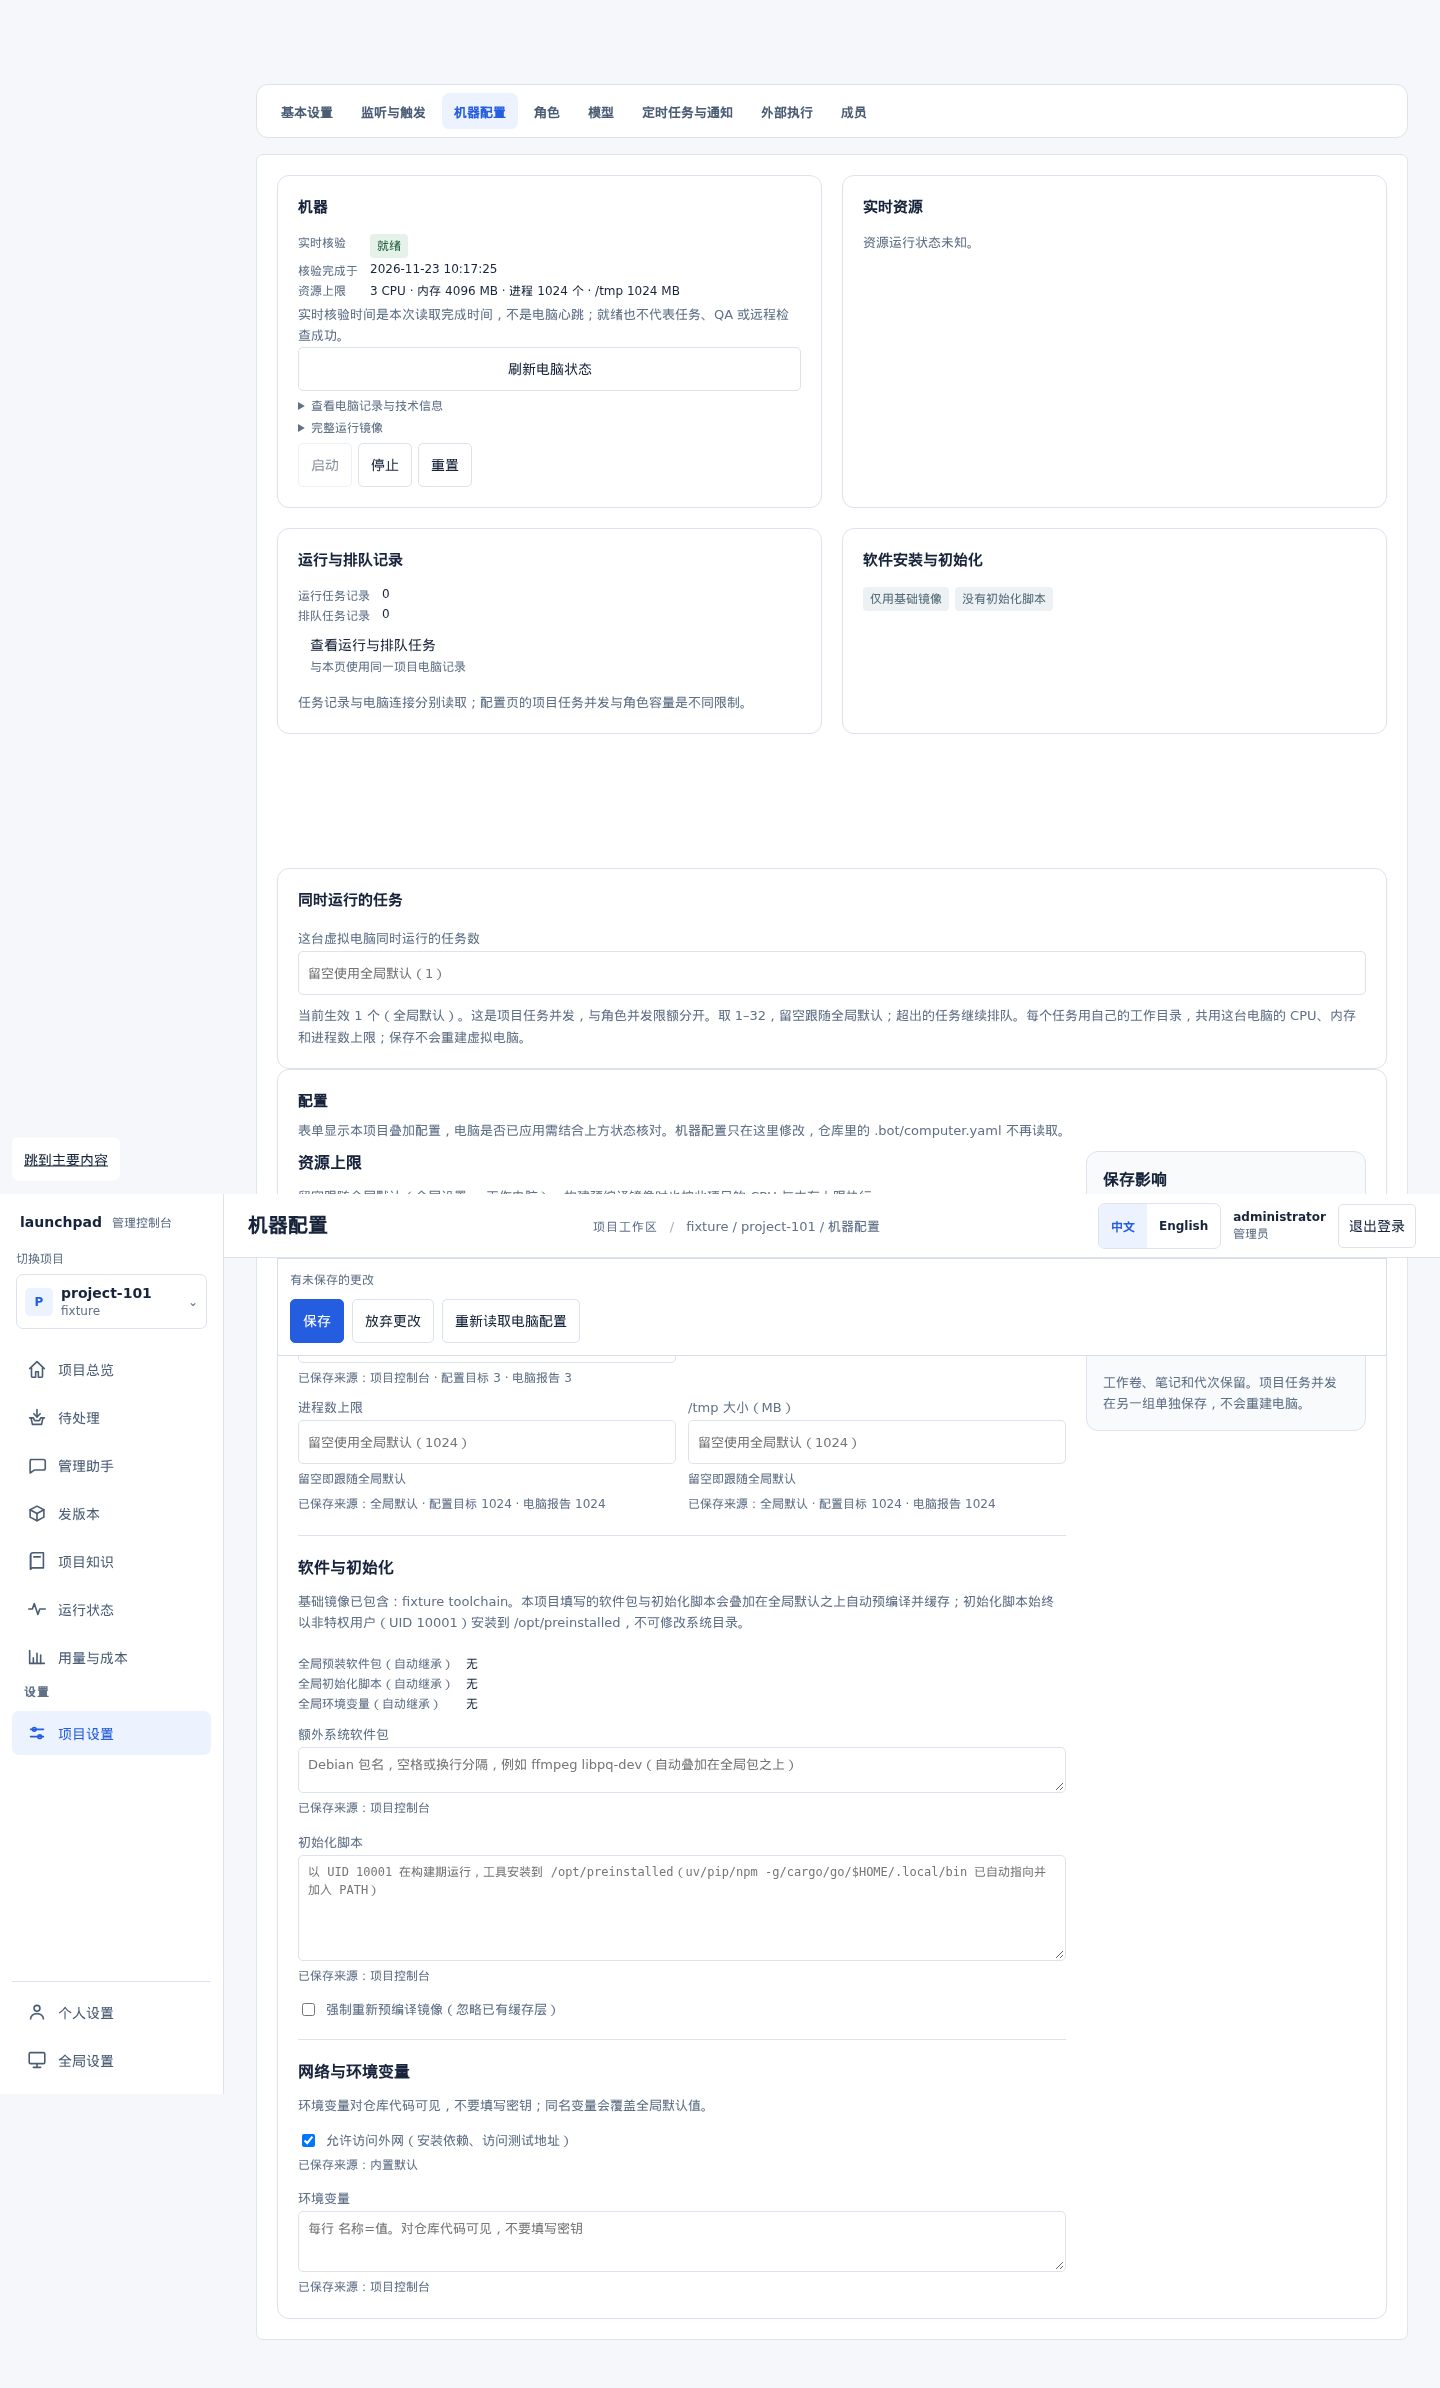 基本设置
监听与触发
机器配置
角色
模型
定时任务与通知
外部执行
成员
机器
实时核验
就绪
核验完成于
2026-11-23 10:17:25
资源上限
3 CPU · 内存 4096 MB · 进程 1024 个 · /tmp 1024 MB
实时核验时间是本次读取完成时间，不是电脑心跳；就绪也不代表任务、QA 或远程检
查成功。
刷新电脑状态
查看电脑记录与技术信息
完整运行镜像
启动
停止
重置
实时资源
资源运行状态未知。
运行与排队记录
运行任务记录 0
排队任务记录 0
查看运行与排队任务
与本页使用同一项目电脑记录
任务记录与电脑连接分别读取；配置页的项目任务并发与角色容量是不同限制。
软件安装与初始化
仅用基础镜像
没有初始化脚本
同时运行的任务
这台虚拟电脑同时运行的任务数
留空使用全局默认（1）
当前生效 1 个（全局默认）。这是项目任务并发，与角色并发限额分开。取 1–32，留空跟随全局默认；超出的任务继续排队。每个任务用自己的工作目录，共用这台电脑的 CPU、内存
和进程数上限；保存不会重建虚拟电脑。
配置
表单显示本项目叠加配置，电脑是否已应用需结合上方状态核对。机器配置只在这里修改，仓库里的 .bot/computer.yaml 不再读取。
资源上限
保存影响
跳到主要内容
launchpad 管理控制台
切换项目
P
project-101
fixture
项目总览
待处理
管理助手
发版本
项目知识
运行状态
用量与成本
设置
项目设置
个人设置
全局设置
机器配置
项目工作区 / fixture / project-101 / 机器配置
中文
English
administrator
管理员
退出登录
有未保存的更改
保存
放弃更改
重新读取电脑配置
已保存来源：项目控制台 · 配置目标 3 · 电脑报告 3
工作卷、笔记和代次保留。项目任务并发
在另一组单独保存，不会重建电脑。
进程数上限
留空使用全局默认（1024）
留空即跟随全局默认
已保存来源：全局默认 · 配置目标 1024 · 电脑报告 1024
/tmp 大小（MB）
留空使用全局默认（1024）
留空即跟随全局默认
已保存来源：全局默认 · 配置目标 1024 · 电脑报告 1024
软件与初始化
基础镜像已包含：fixture toolchain。本项目填写的软件包与初始化脚本会叠加在全局默认之上自动预编译并缓存；初始化脚本始终
以非特权用户（UID 10001）安装到 /opt/preinstalled，不可修改系统目录。
全局预装软件包（自动继承） 无
全局初始化脚本（自动继承） 无
全局环境变量（自动继承） 无
额外系统软件包
Debian 包名，空格或换行分隔，例如 ffmpeg libpq-dev（自动叠加在全局包之上）
已保存来源：项目控制台
初始化脚本
以 UID 10001 在构建期运行，工具安装到 /opt/preinstalled（uv/pip/npm -g/cargo/go/$HOME/.local/bin 已自动指向并
加入 PATH）
已保存来源：项目控制台
强制重新预编译镜像（忽略已有缓存层）
网络与环境变量
环境变量对仓库代码可见，不要填写密钥；同名变量会覆盖全局默认值。
允许访问外网（安装依赖、访问测试地址）
已保存来源：内置默认
环境变量
每行 名称=值。对仓库代码可见，不要填写密钥
已保存来源：项目控制台